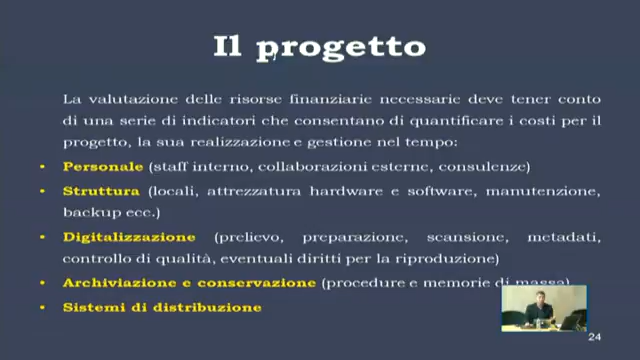 Il progetto
La valutazione delle risorse finanziarie necessarie deve tener conto
di una serie di indicatori che consentano di quantificare i costi per il
progetto, la sua realizzazione e gestione nel tempo:
• Personale (staff interno, collaborazioni esterne, consulenze)
• Struttura (locali, attrezzatura hardware e software, manutenzione,
backup ecc.)
• Digitalizzazione (prelievo, preparazione, scansione, metadati,
controllo di qualità, eventuali diritti per la riproduzione)
• Archiviazione e conservazione (procedure e memorie di massa)
• Sistemi di distribuzione
24